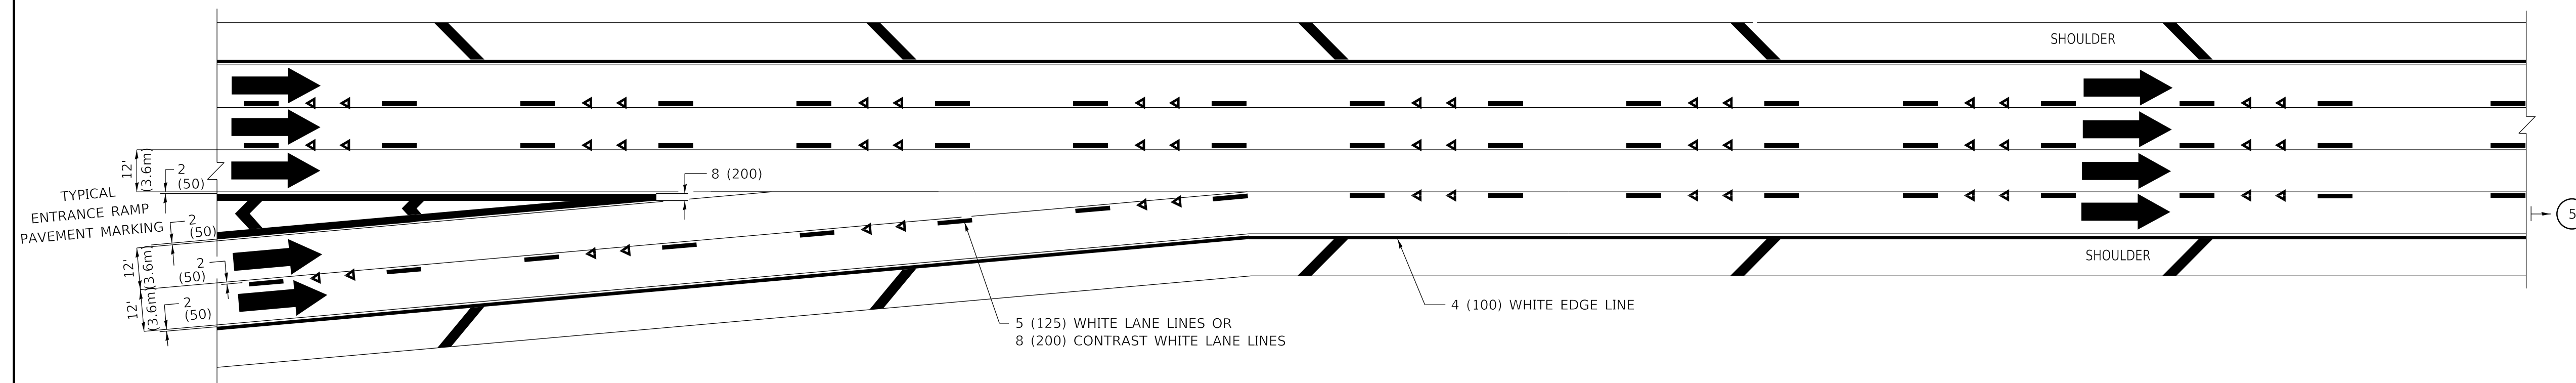 SHOULDER
12'
(3.6m)
2
(50)
8 (200)
TYPICAL
ENTRANCE RAMP
PAVEMENT MARKING
2
(50)
5
12'
(3.6m)
2
(50)
SHOULDER
12'
(3.6m)
2
(50)
4 (100) WHITE EDGE LINE
5 (125) WHITE LANE LINES OR
8 (200) CONTRAST WHITE LANE LINES